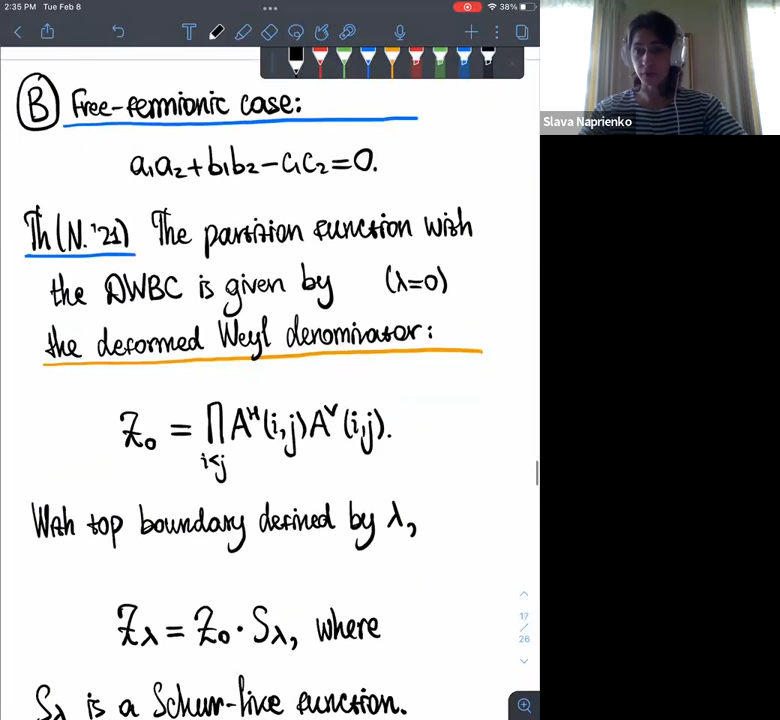 2:35 PM Tue Feb 8
38%
Slava Naprienko
B Free-fermionic case:
a₁a₂+b₁b₂-c₁c₂=0.
Th(N.'21) The partition function with
the DWBC is given by (λ=0)
the deformed Weyl denominator:
Z₀ = ∏ Aᴴ(i,j)Aⱽ(i,j).
i<j
With top boundary defined by λ,
Z_λ = Z₀ · S_λ, where
S_λ is a Schur-like function.
17
/
26